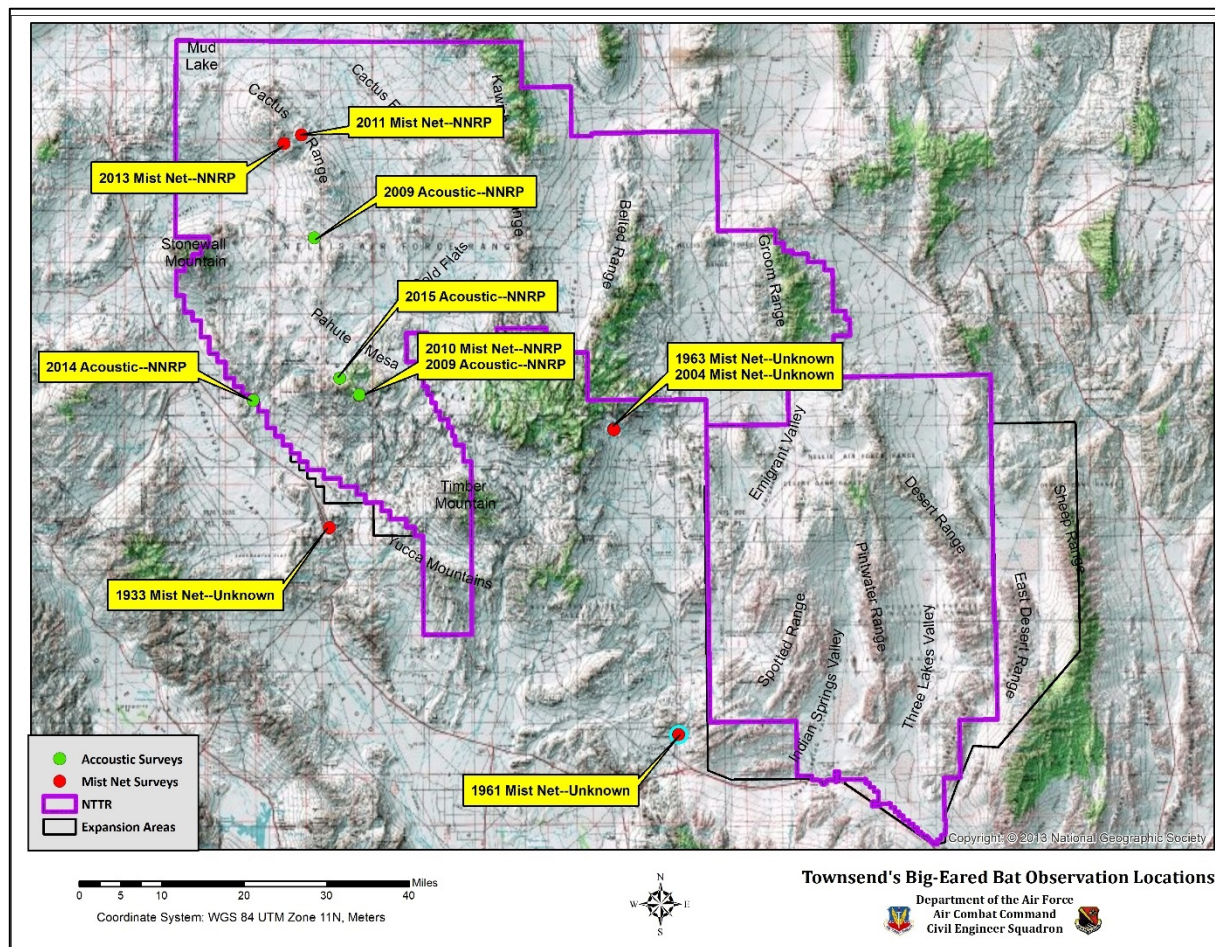 Mud
Lake
Cactus
Range
Cactus F
Kawi
ange
2011 Mist Net--NNRP
2013 Mist Net--NNRP
2009 Acoustic--NNRP
Belted Range
Groom Range
Stonewall
Mountain
old Flats
2015 Acoustic--NNRP
Pahute Mesa
2010 Mist Net--NNRP
2009 Acoustic--NNRP
1963 Mist Net--Unknown
2004 Mist Net--Unknown
2014 Acoustic--NNRP
Emigrant Valley
Timber
Mountain
Desert Range
Sheep Range
Yucca Mountains
Pintwater Range
1933 Mist Net--Unknown
East Desert Range
Spotted Range
Three Lakes Valley
Indian Springs Valley
1961 Mist Net--Unknown
Accoustic Surveys
Mist Net Surveys
NTTR
Expansion Areas
Copyright: © 2013 National Geographic Society
Miles
0 5 10 20 30 40
Coordinate System: WGS 84 UTM Zone 11N, Meters
N
W E
S
Townsend's Big-Eared Bat Observation Locations
Department of the Air Force
Air Combat Command
Civil Engineer Squadron